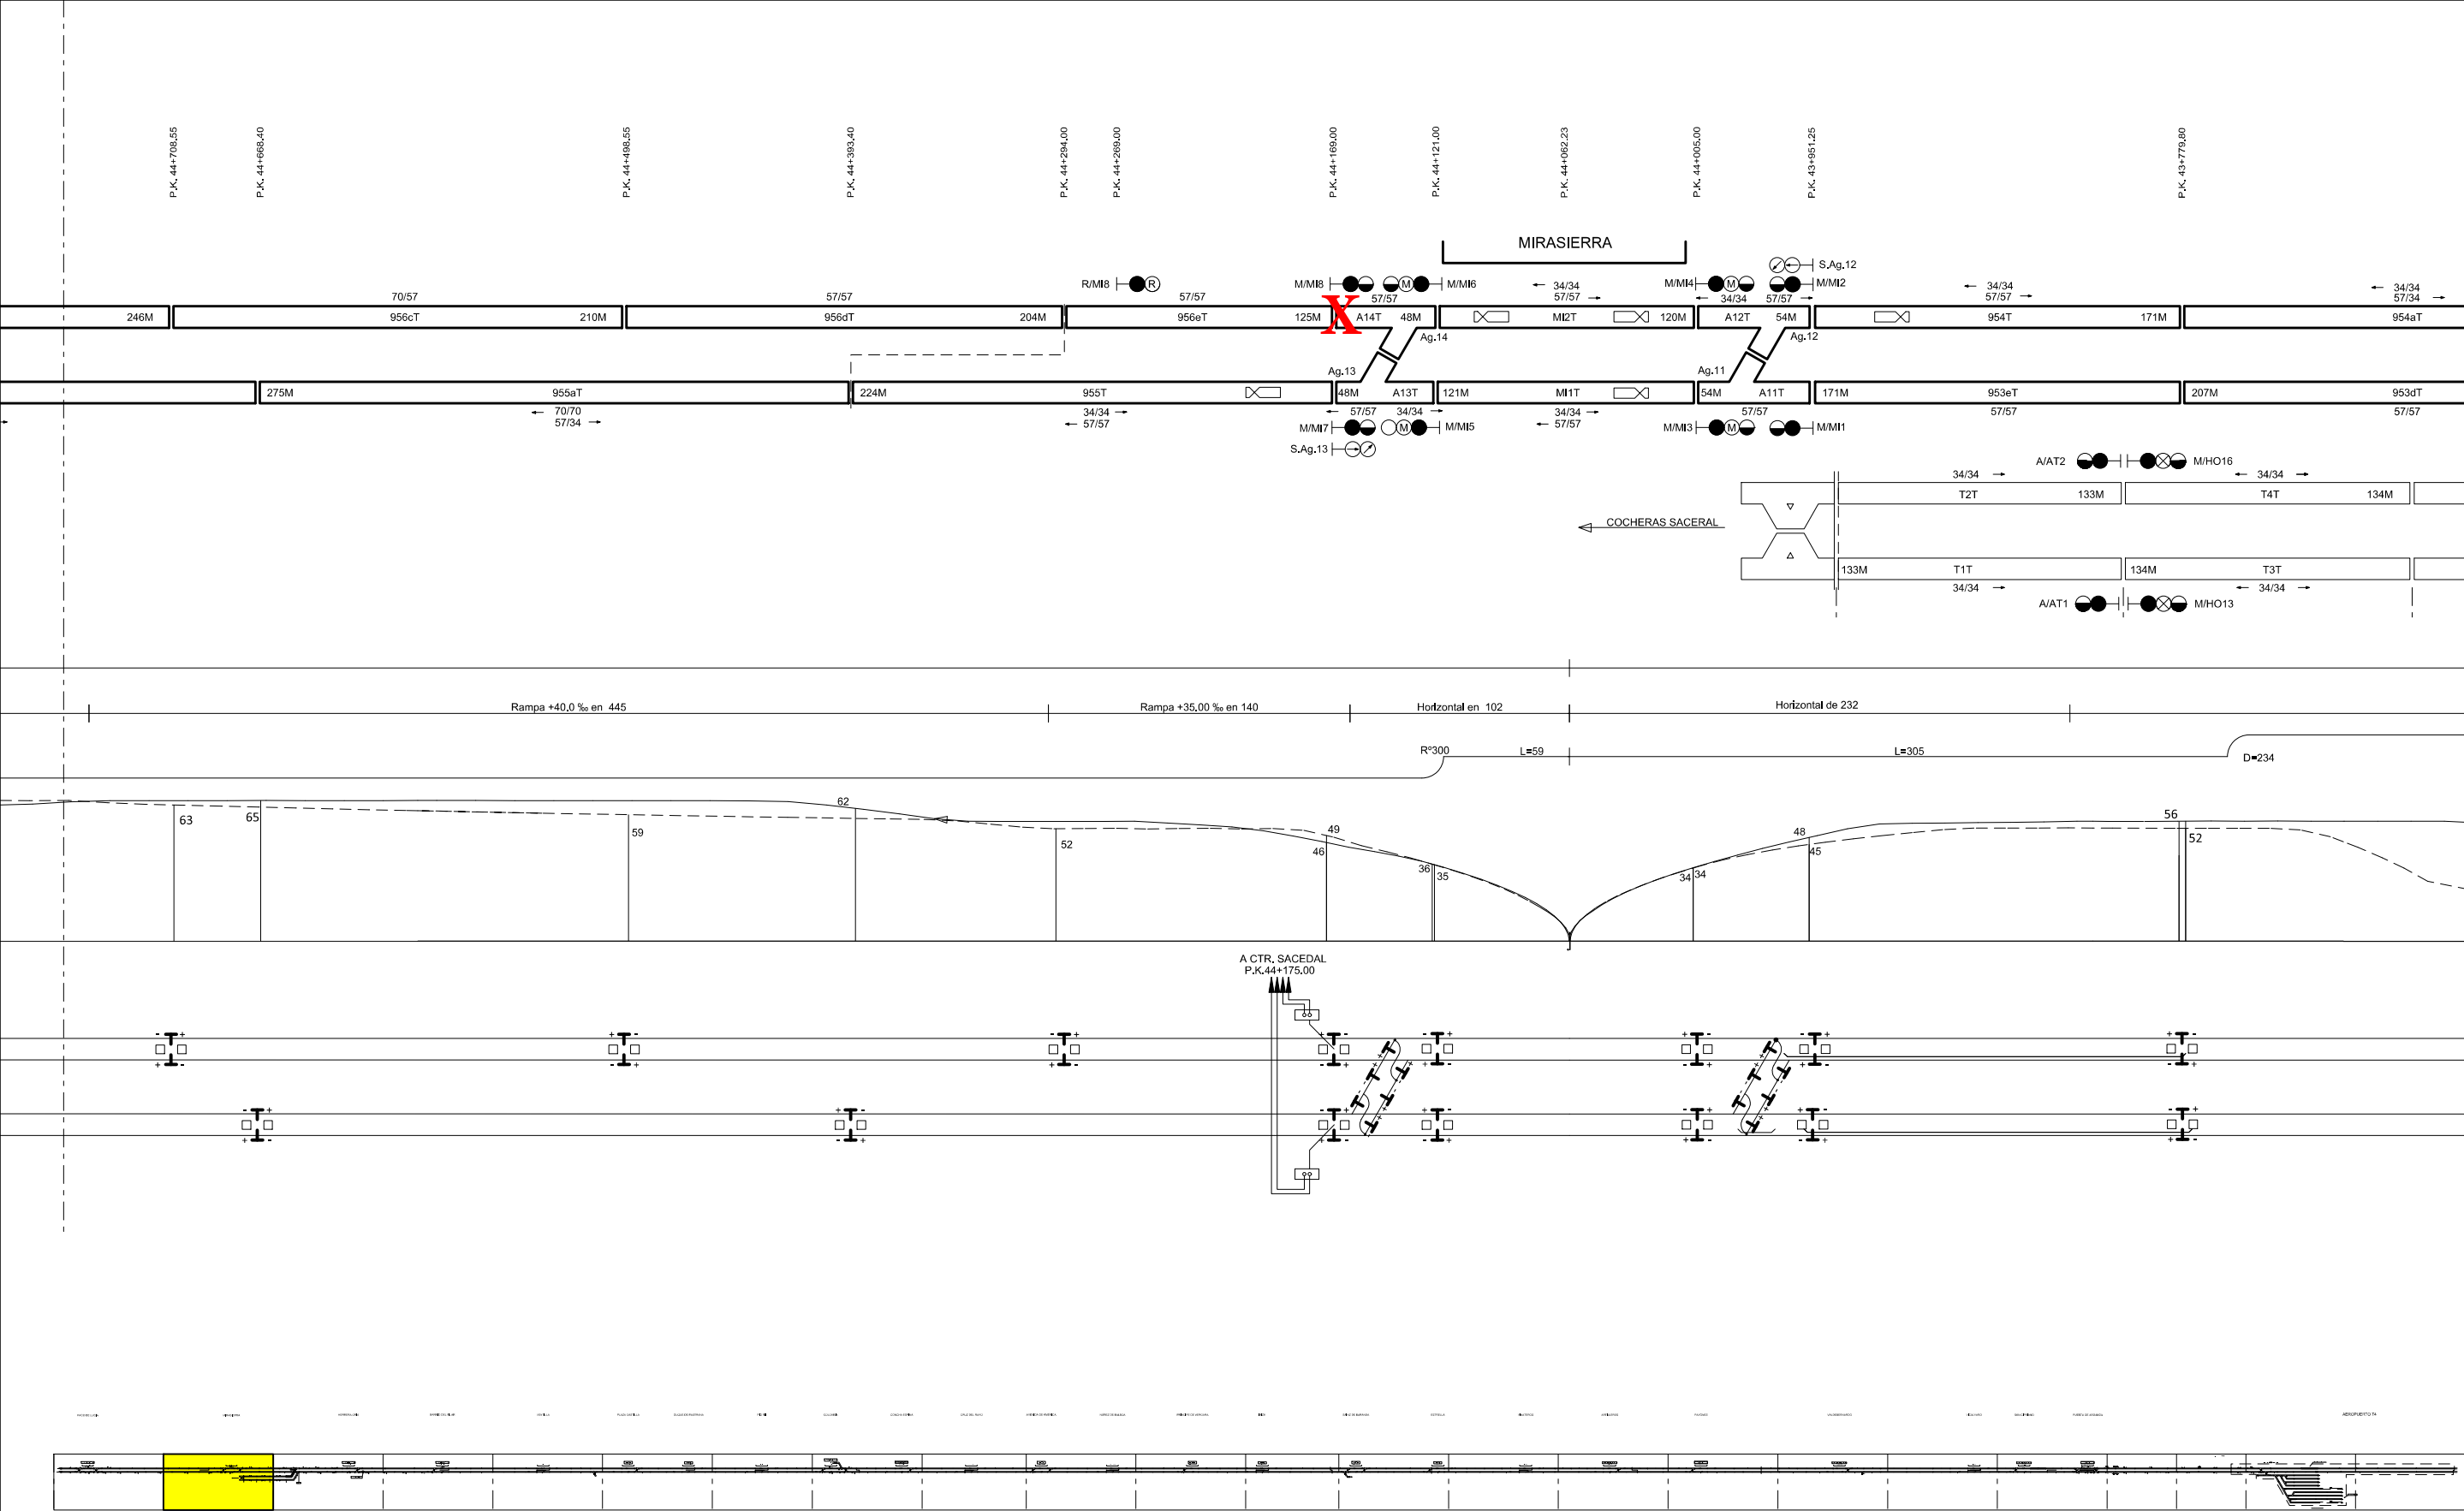 P.K. 44+708.55
P.K. 44+668.40
P.K. 44+498.55
P.K. 44+393.40
P.K. 44+294.00
P.K. 44+269.00
P.K. 44+169.00
P.K. 44+121.00
P.K. 44+062.23
P.K. 44+005.00
P.K. 43+951.25
P.K. 43+779.80
MIRASIERRA
S.Ag.12
R/MI8 R M/MI8 M M/MI6 34/34 M/MI4 M M/MI2 34/34 34/34
70/57 57/57 57/57 57/57 57/57 34/34 57/57 57/57 57/34
246M 956cT 210M 956dT 204M 956eT 125M X A14T 48M MI2T 120M A12T 54M 954T 171M 954aT
Ag.14 Ag.12
Ag.13 Ag.11
275M 955aT 224M 955T 48M A13T 121M MI1T 54M A11T 171M 953eT 207M 953dT
70/70 34/34 57/57 34/34 34/34 57/57 57/57 57/57
57/34 57/57 M/MI7 M M/MI5 57/57 M/MI3 M M/MI1
S.Ag.13
A/AT2 M/HO16
34/34 34/34
T2T 133M T4T 134M
COCHERAS SACERAL
133M T1T 134M T3T
34/34 34/34
A/AT1 M/HO13
Rampa +40,0 ‰ en 445
Rampa +35,00 ‰ en 140
Horizontal en 102
Horizontal de 232
Rº300 L=59 L=305
D=234
63 65 59 62 52 49 46 36 35 34 34 48 45 56 52
A CTR. SACEDAL
P.K.44+175.00
AEROPUERTO T4